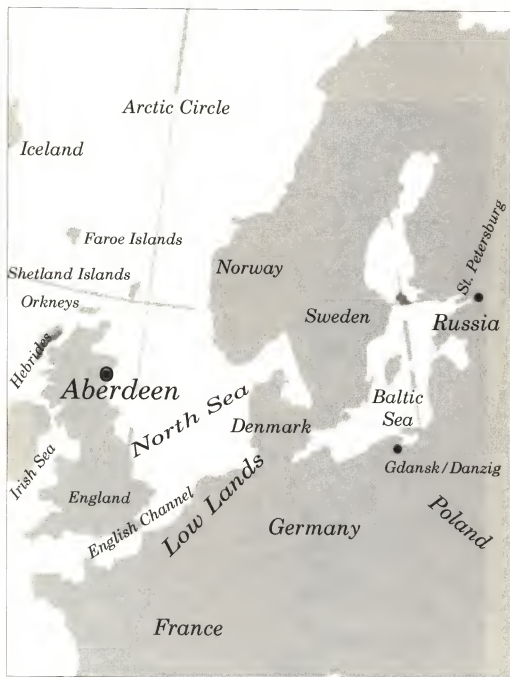 Arctic Circle
Iceland
Faroe Islands
Shetland Islands
Orkneys
Norway
St. Petersburg
Sweden
Russia
Hebrides
Aberdeen
North Sea
Baltic
Sea
Denmark
Irish Sea
Gdansk/Danzig
England
English Channel
Low Lands
Germany
Poland
France